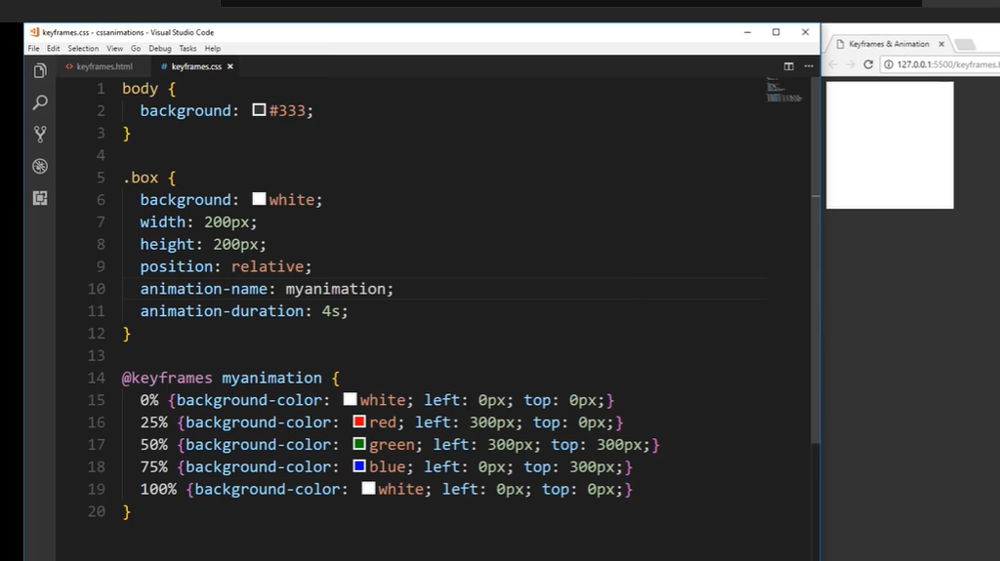 keyframes.css - cssanimations - Visual Studio Code
File Edit Selection View Go Debug Tasks Help
<> keyframes.html # keyframes.css ×
1 body {
2 background: #333;
3 }
4
5 .box {
6 background: white;
7 width: 200px;
8 height: 200px;
9 position: relative;
10 animation-name: myanimation;
11 animation-duration: 4s;
12 }
13
14 @keyframes myanimation {
15 0% {background-color: white; left: 0px; top: 0px;}
16 25% {background-color: red; left: 300px; top: 0px;}
17 50% {background-color: green; left: 300px; top: 300px;}
18 75% {background-color: blue; left: 0px; top: 300px;}
19 100% {background-color: white; left: 0px; top: 0px;}
20 }
Keyframes & Animation ×
127.0.0.1:5500/keyframes.